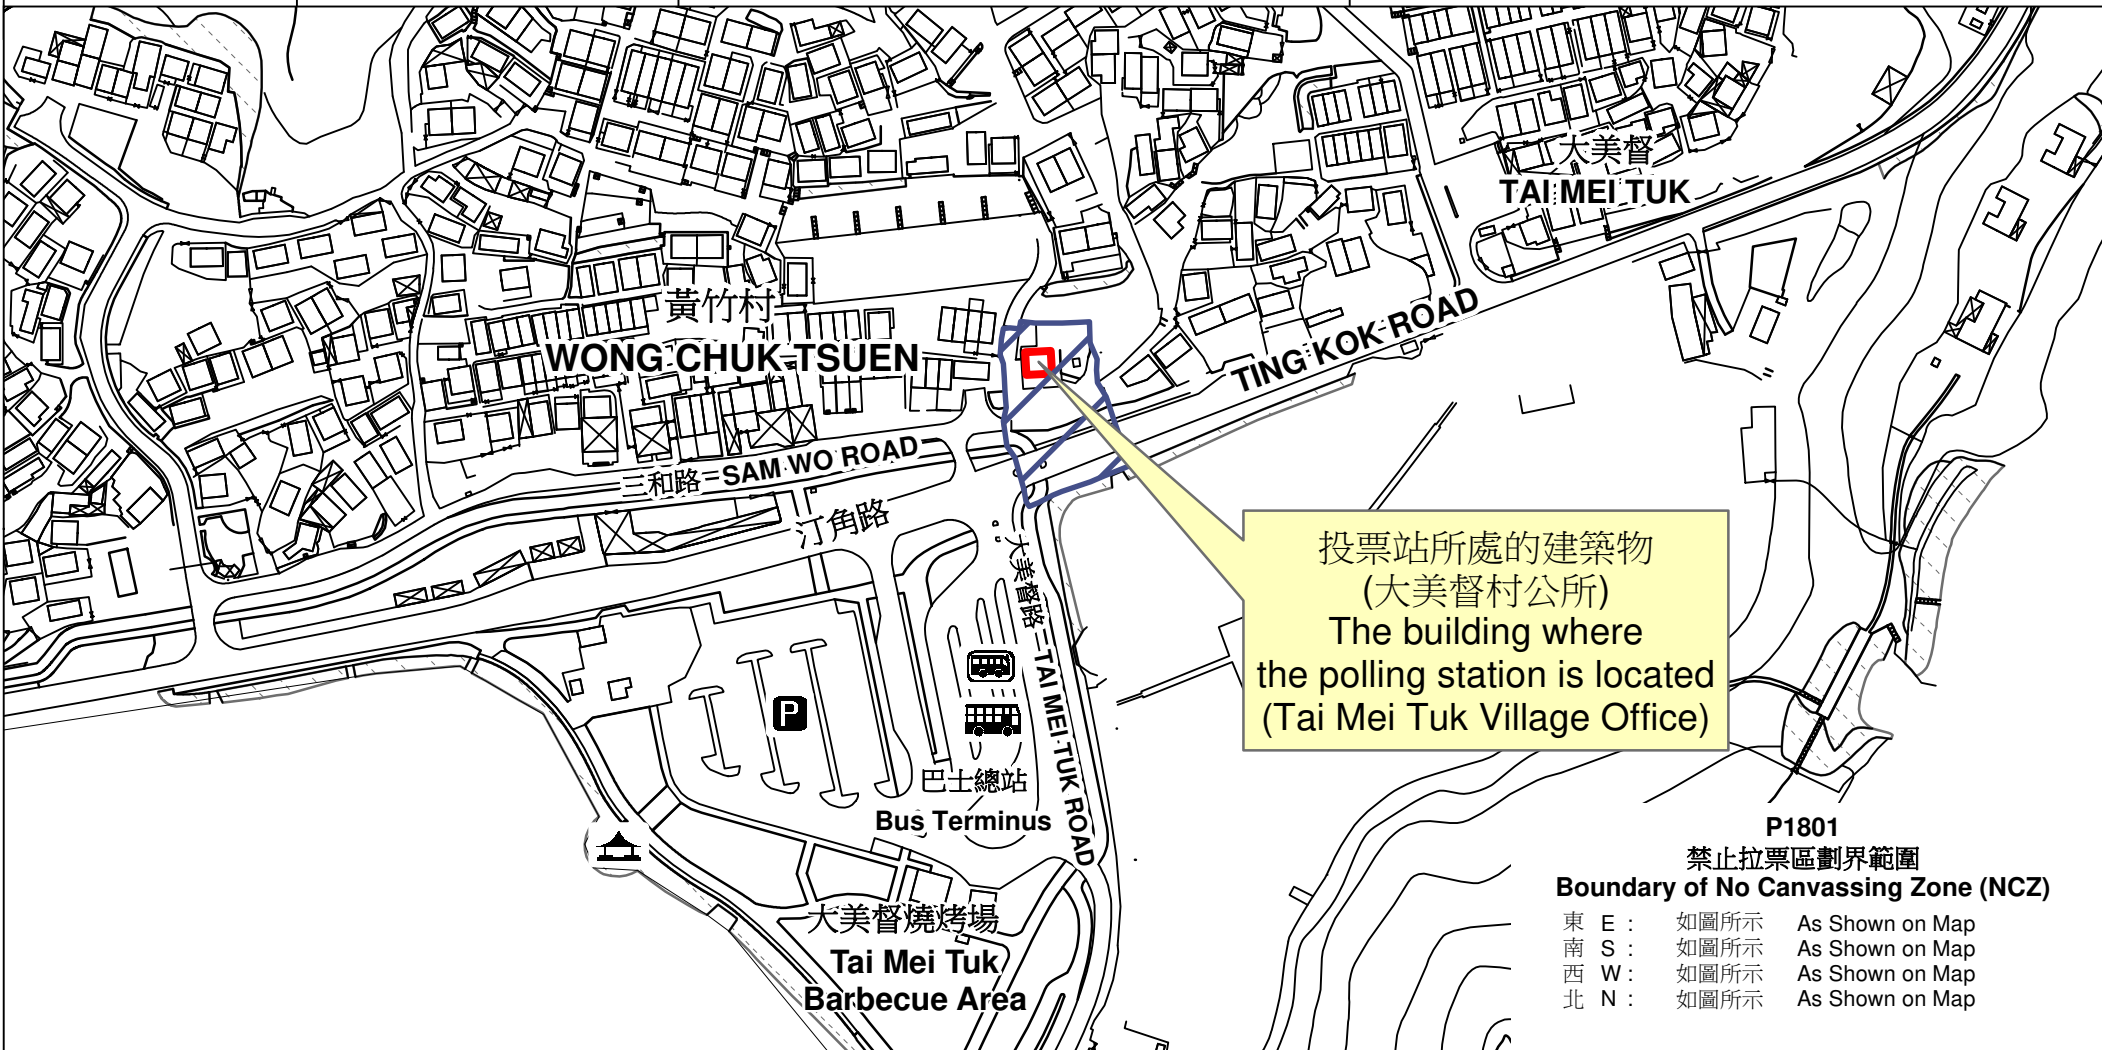 大美督
TAI MEI TUK
黃竹村
WONG CHUK TSUEN
TING KOK ROAD
三和路 SAM WO ROAD
汀角路
大美督路 TAI MEI TUK ROAD
投票站所處的建築物
(大美督村公所)
The building where
the polling station is located
(Tai Mei Tuk Village Office)
P
巴士總站
Bus Terminus
大美督燒烤場
Tai Mei Tuk
Barbecue Area
P1801
禁止拉票區劃界範圍
Boundary of No Canvassing Zone (NCZ)
東 E : 如圖所示 As Shown on Map
南 S : 如圖所示 As Shown on Map
西 W : 如圖所示 As Shown on Map
北 N : 如圖所示 As Shown on Map